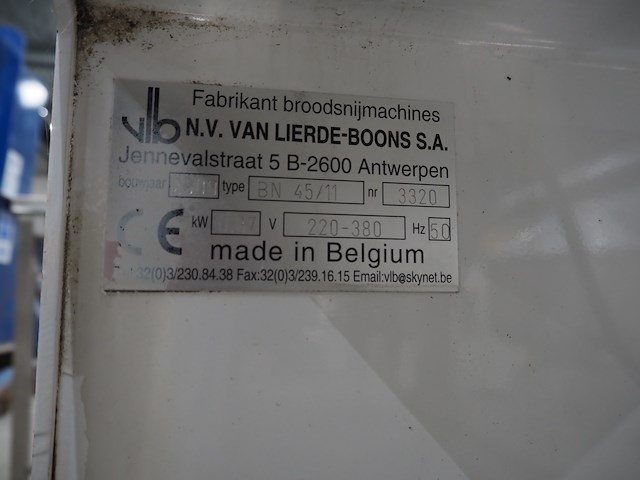 vlb
Fabrikant broodsnijmachines
N.V. VAN LIERDE-BOONS S.A.
Jennevalstraat 5 B-2600 Antwerpen
bouwjaar type BN 45/11 nr 3320
CE kW V 220-380 Hz 50
made in Belgium
32(0)3/230.84.38 Fax:32(0)3/239.16.15 Email:vlb@skynet.be